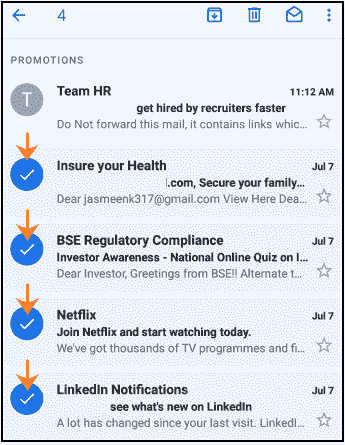 4
PROMOTIONS
T
Team HR 11:12 AM
get hired by recruiters faster
Do Not forward this mail, it contains links whic...
Insure your Health Jul 7
.com, Secure your family...
Dear jasmeenk317@gmail.com View Here Dea...
BSE Regulatory Compliance Jul 7
Investor Awareness - National Online Quiz on I...
Dear Investor, Greetings from BSE!! Alternate t...
Netflix Jul 7
Join Netflix and start watching today.
We've got thousands of TV programmes and fi...
LinkedIn Notifications Jul 7
see what's new on LinkedIn
A lot has changed since your last visit. LinkedI...